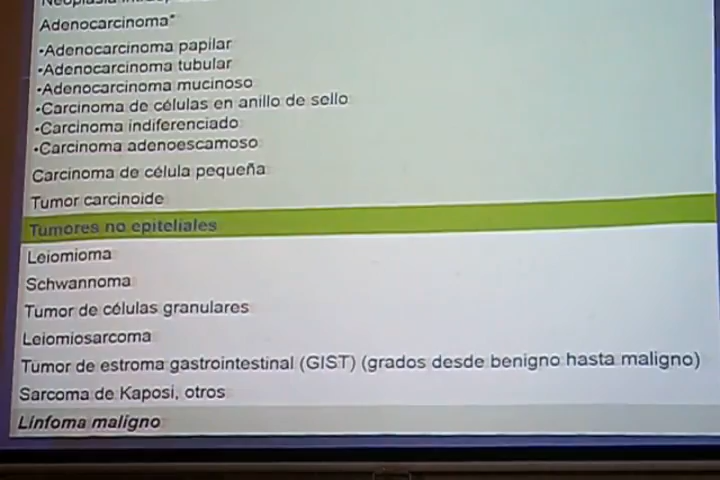 Neoplasia
Adenocarcinoma*
•Adenocarcinoma papilar
•Adenocarcinoma tubular
•Adenocarcinoma mucinoso
•Carcinoma de células en anillo de sello
•Carcinoma indiferenciado
•Carcinoma adenoescamoso
Carcinoma de célula pequeña
Tumor carcinoide
Tumores no epiteliales
Leiomioma
Schwannoma
Tumor de células granulares
Leiomiosarcoma
Tumor de estroma gastrointestinal (GIST) (grados desde benigno hasta maligno)
Sarcoma de Kaposi, otros
Linfoma maligno